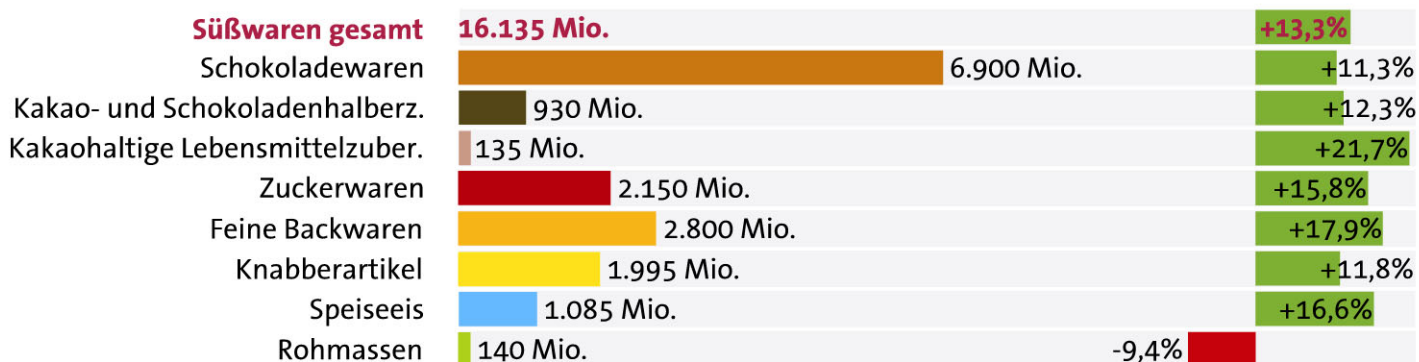 Süßwaren gesamt 16.135 Mio. +13,3%
Schokoladewaren 6.900 Mio. +11,3%
Kakao- und Schokoladenhalberz. 930 Mio. +12,3%
Kakaohaltige Lebensmittelzuber. 135 Mio. +21,7%
Zuckerwaren 2.150 Mio. +15,8%
Feine Backwaren 2.800 Mio. +17,9%
Knabberartikel 1.995 Mio. +11,8%
Speiseeis 1.085 Mio. +16,6%
Rohmassen 140 Mio. -9,4%